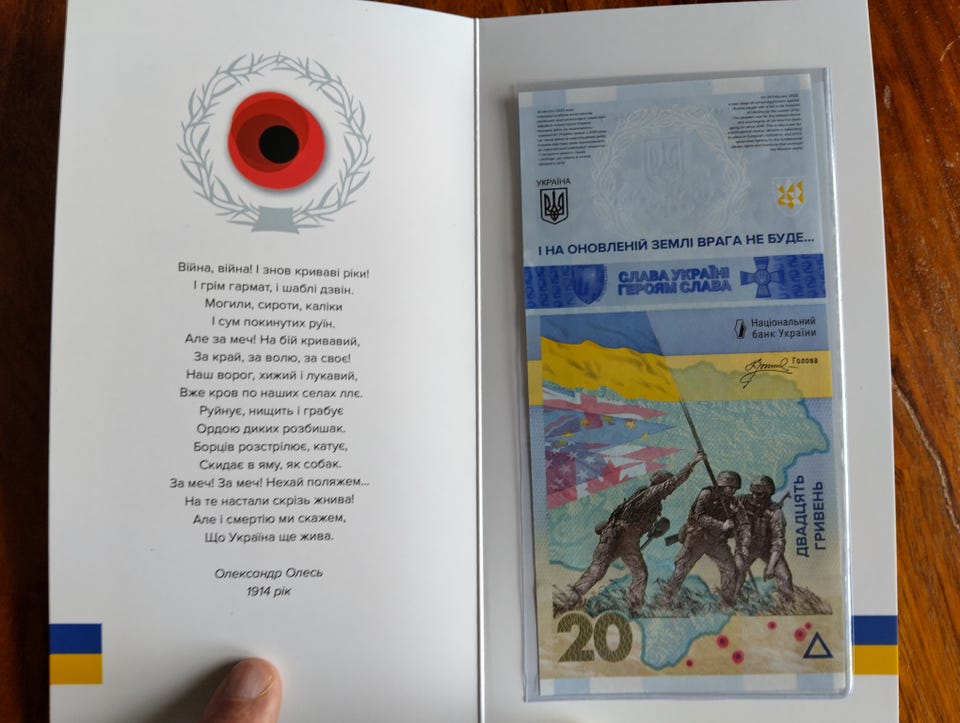 Війна, війна! І знов криваві ріки!
І грім гармат, і шаблі дзвін.
Могили, сироти, каліки
І сум покинутих руїн.
Але за меч! На бій кривавий,
За край, за волю, за своє!
Наш ворог, хижий і лукавий,
Вже кров по наших селах ллє.
Руйнує, нищить і грабує
Ордою диких розбишак.
Борців розстрілює, катує,
Скидає в яму, як собак.
За меч! За меч! Нехай поляжем...
На те настали скрізь жнива!
Але і смертію ми скажем,
Що Україна ще жива.
Олександр Олесь
1914 рік
УКРАЇНА
І НА ОНОВЛЕНІЙ ЗЕМЛІ ВРАГА НЕ БУДЕ...
СЛАВА УКРАЇНІ
ГЕРОЯМ СЛАВА
Національний
банк України
Голова
ДВАДЦЯТЬ
ГРИВЕНЬ
20